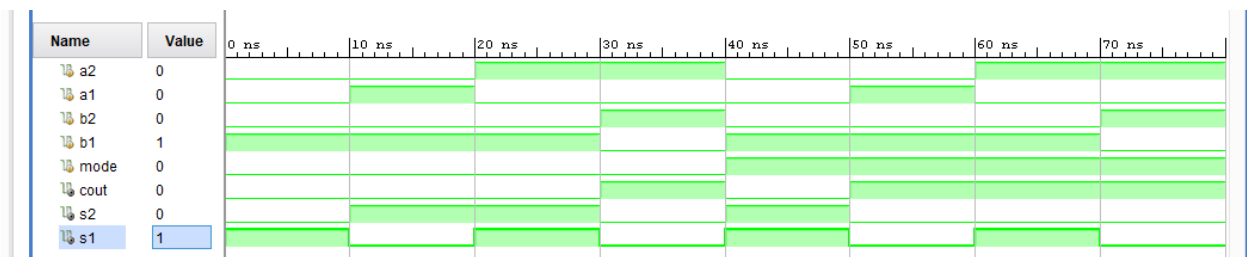 Name Value 0 ns 10 ns 20 ns 30 ns 40 ns 50 ns 60 ns 70 ns
a2 0
a1 0
b2 0
b1 1
mode 0
cout 0
s2 0
s1 1